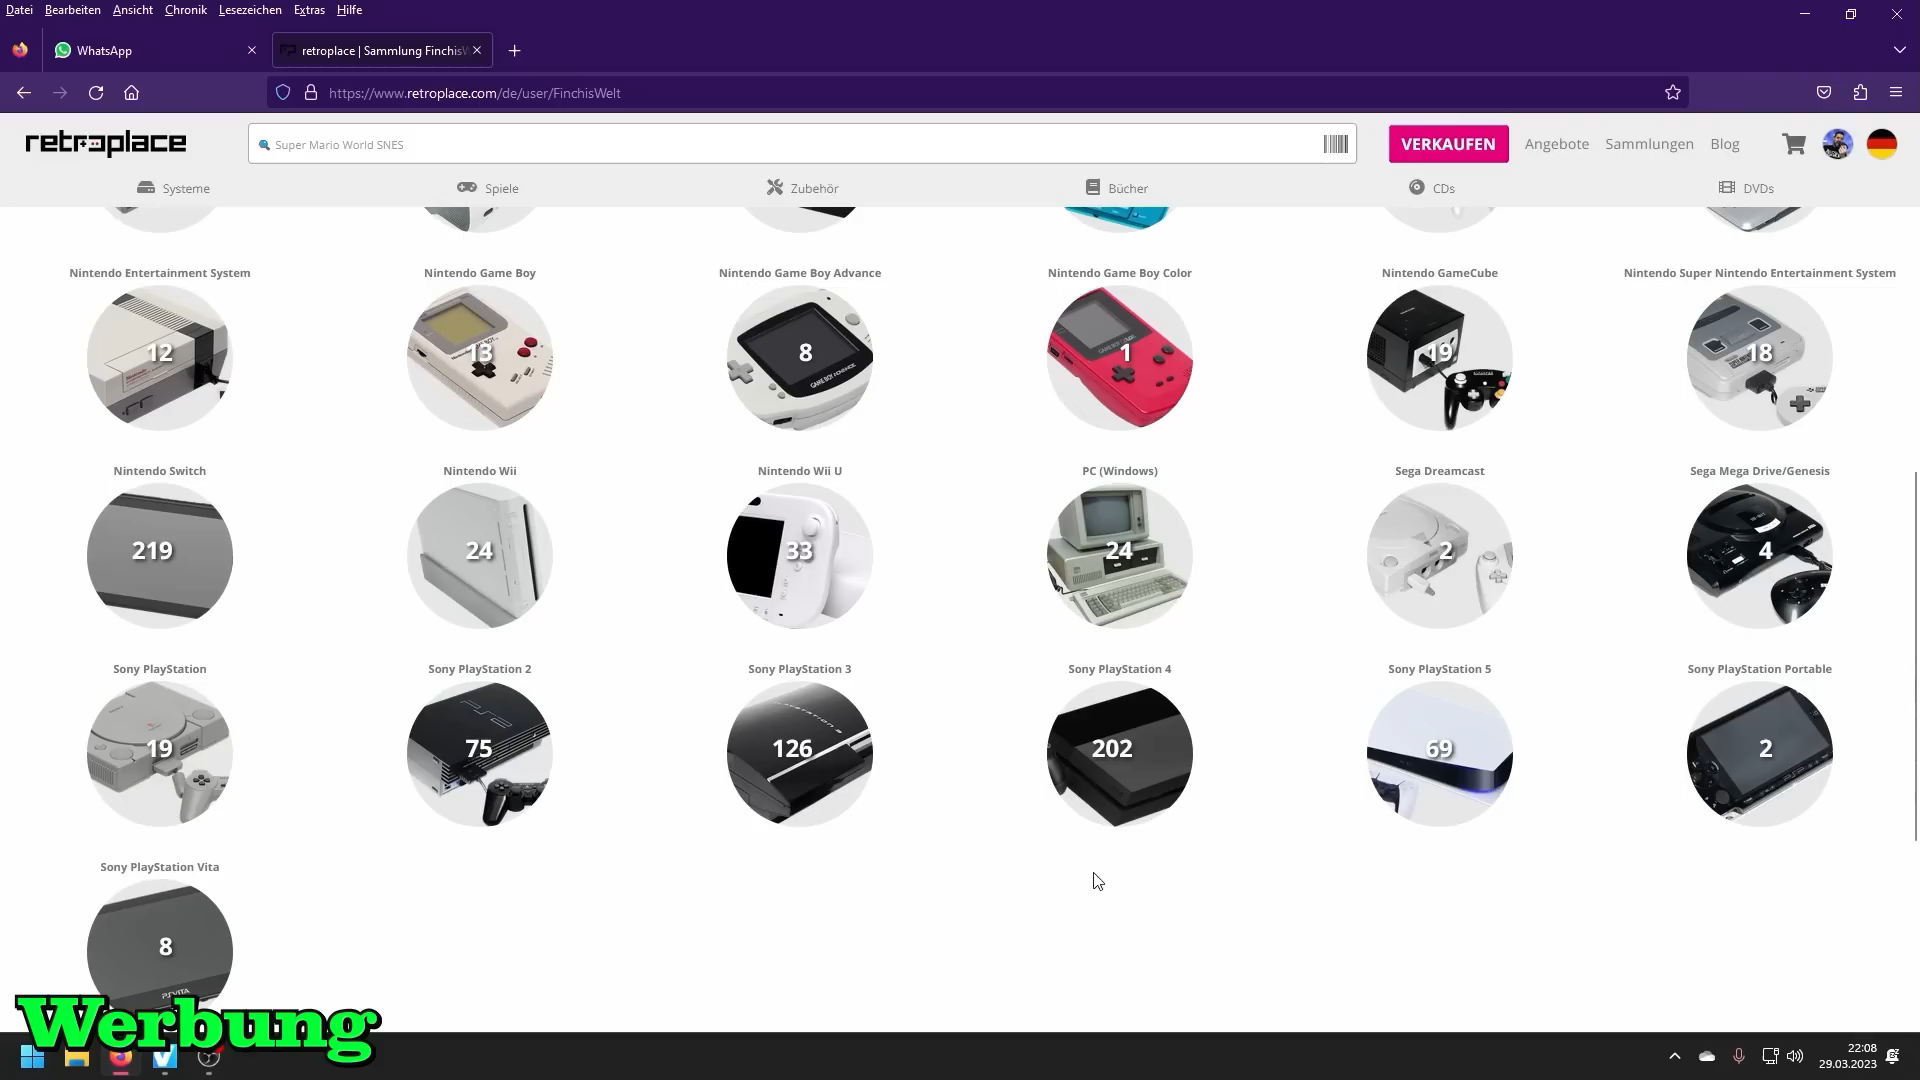 Datei Bearbeiten Ansicht Chronik Lesezeichen Extras Hilfe
WhatsApp
retroplace | Sammlung FinchisW
https://www.retroplace.com/de/user/FinchisWelt
retroplace
Super Mario World SNES
VERKAUFEN
Angebote
Sammlungen
Blog
Systeme
Spiele
Zubehör
Bücher
CDs
DVDs
Nintendo Entertainment System
Nintendo Game Boy
Nintendo Game Boy Advance
Nintendo Game Boy Color
Nintendo GameCube
Nintendo Super Nintendo Entertainment System
12
13
8
1
19
18
GAME BOY ADVANCE
Nintendo Switch
Nintendo Wii
Nintendo Wii U
PC (Windows)
Sega Dreamcast
Sega Mega Drive/Genesis
219
24
33
24
2
4
Sony PlayStation
Sony PlayStation 2
Sony PlayStation 3
Sony PlayStation 4
Sony PlayStation 5
Sony PlayStation Portable
19
75
126
202
69
2
Sony PlayStation Vita
8
PSVITA
Werbung
22:08
29.03.2023